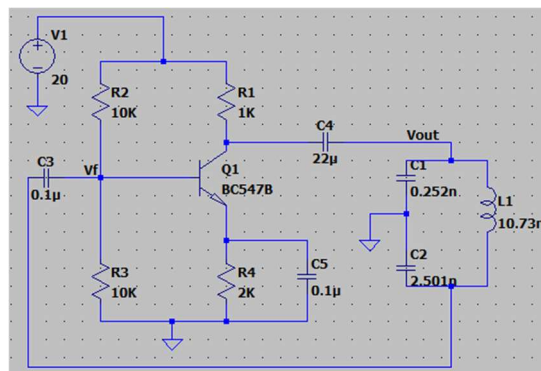 V1
20
R2
10K
R1
1K
C4
22µ
Vout
C3
0.1µ
Vf
Q1
BC547B
C1
0.252n
L1
R3
10K
R4
2K
C5
0.1µ
C2
2.501n